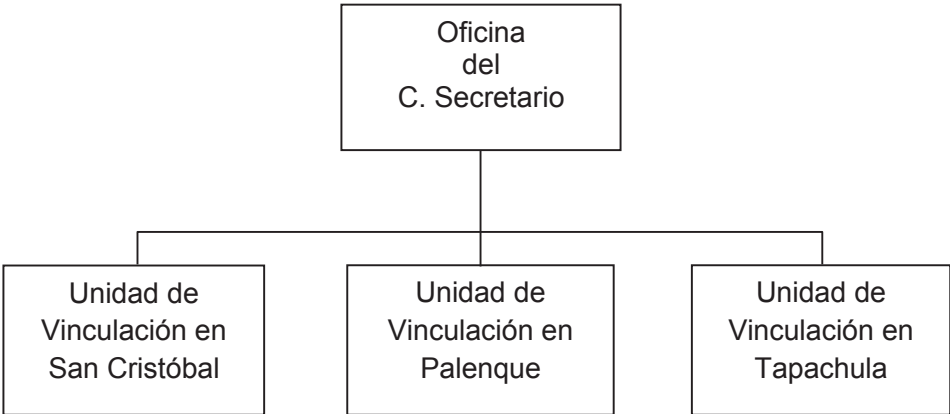 Oficina
del
C. Secretario
Unidad de
Vinculación en
San Cristóbal
Unidad de
Vinculación en
Palenque
Unidad de
Vinculación en
Tapachula